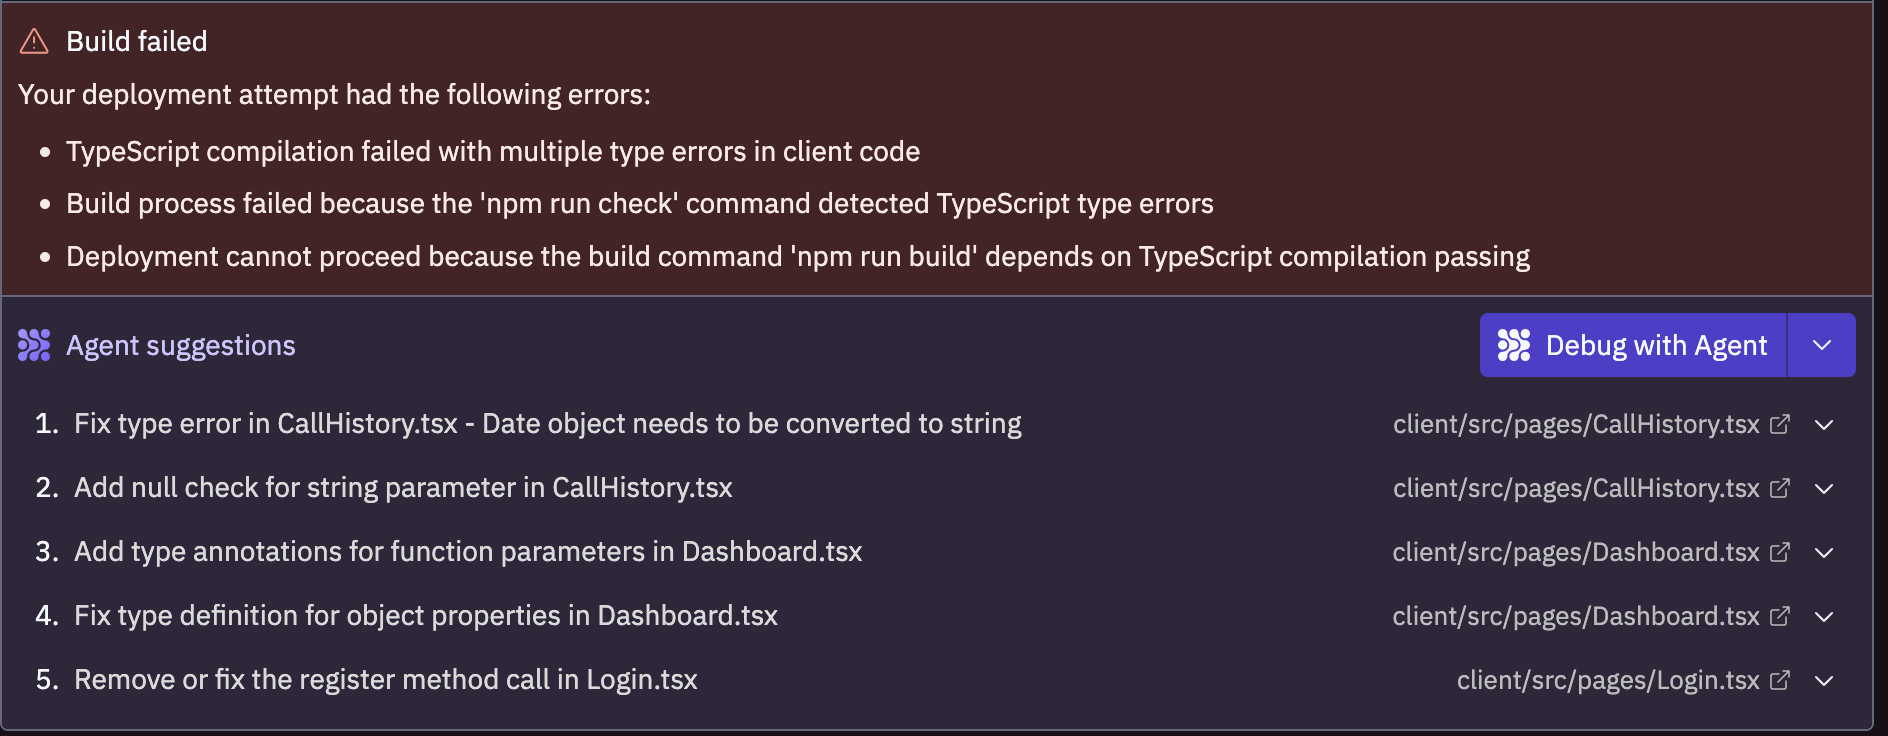 Build failed
Your deployment attempt had the following errors:
• TypeScript compilation failed with multiple type errors in client code
• Build process failed because the 'npm run check' command detected TypeScript type errors
• Deployment cannot proceed because the build command 'npm run build' depends on TypeScript compilation passing
Agent suggestions
Debug with Agent
1. Fix type error in CallHistory.tsx - Date object needs to be converted to string client/src/pages/CallHistory.tsx
2. Add null check for string parameter in CallHistory.tsx client/src/pages/CallHistory.tsx
3. Add type annotations for function parameters in Dashboard.tsx client/src/pages/Dashboard.tsx
4. Fix type definition for object properties in Dashboard.tsx client/src/pages/Dashboard.tsx
5. Remove or fix the register method call in Login.tsx client/src/pages/Login.tsx